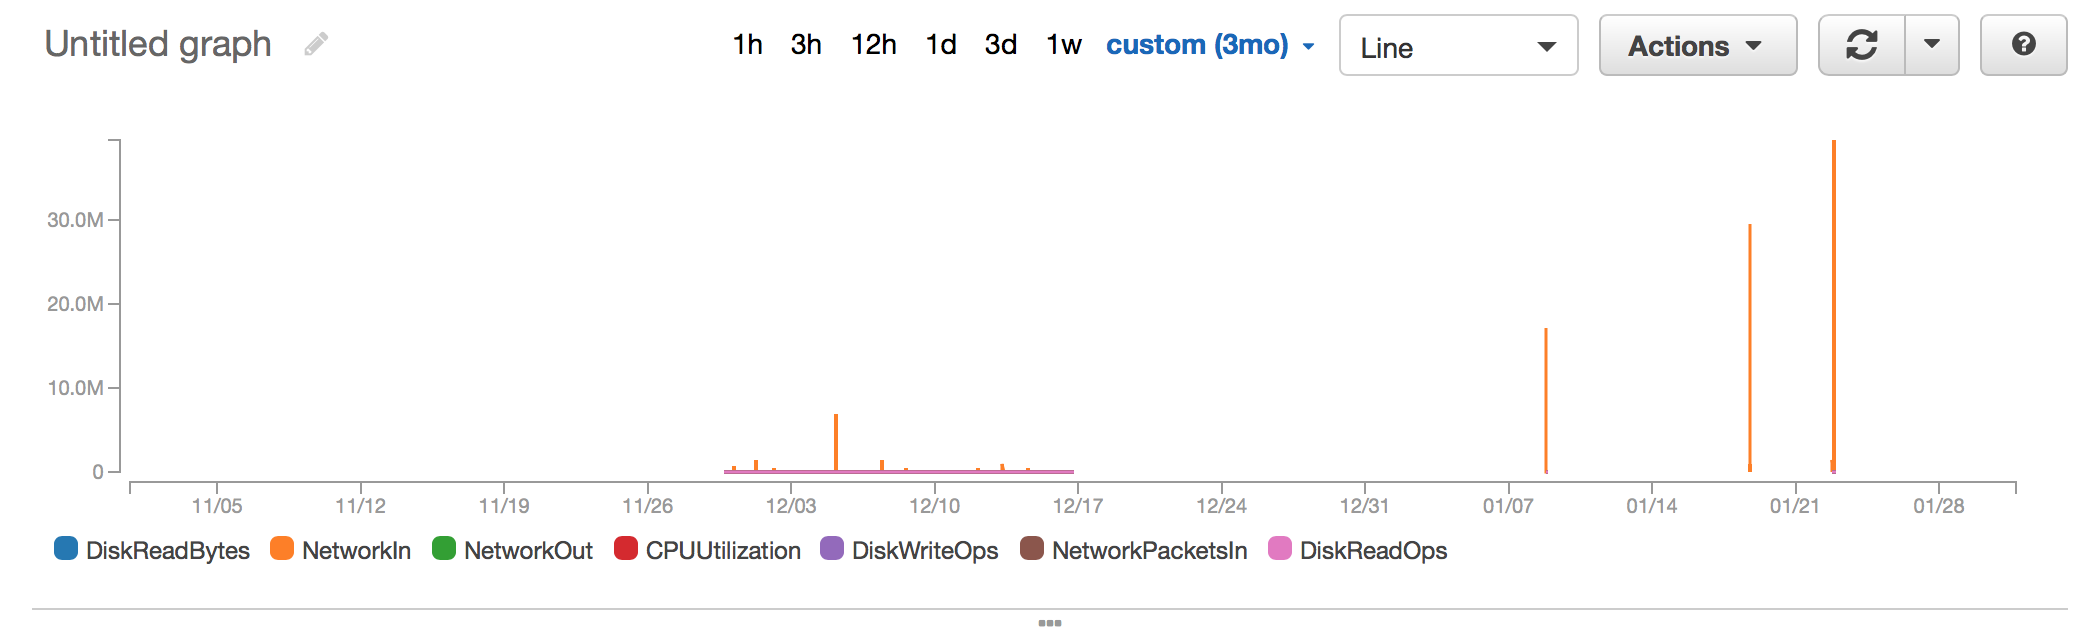 Untitled graph 1h 3h 12h 1d 3d 1w custom (3mo) Line Actions ?
30.0M
20.0M
10.0M
0
11/05 11/12 11/19 11/26 12/03 12/10 12/17 12/24 12/31 01/07 01/14 01/21 01/28
DiskReadBytes NetworkIn NetworkOut CPUUtilization DiskWriteOps NetworkPacketsIn DiskReadOps